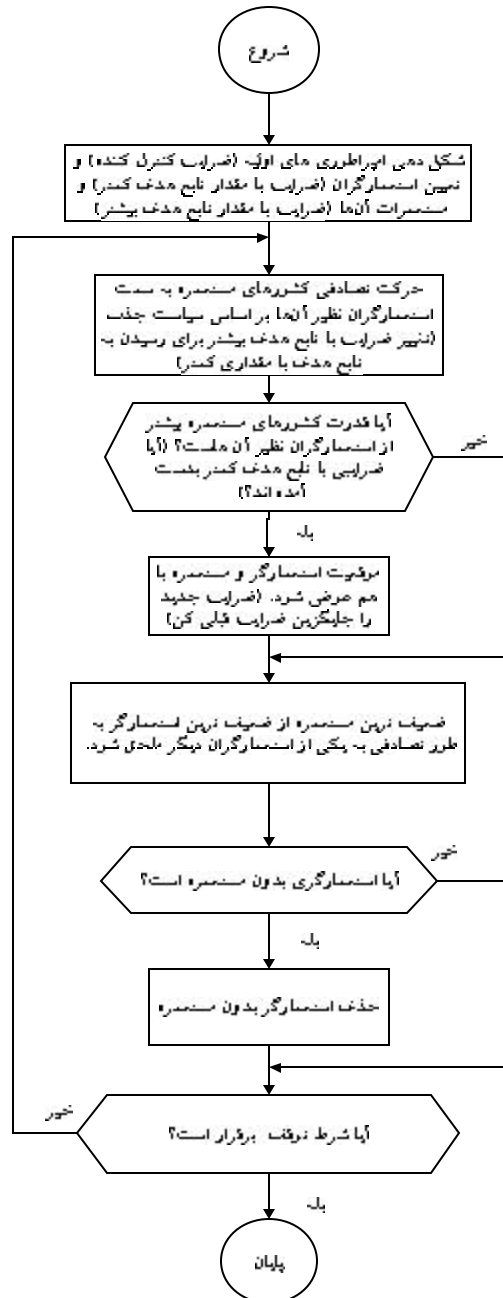 شروع
شکل دهی امپراطوری های اولیه (ضرایب کنترل کننده) و
تعیین استعمارگران (ضرایب با مقدار تابع هدف کمتر) و
مستعمرات آن‌ها (ضرایب با مقدار تابع هدف بیشتر)
حرکت تصادفی کشورهای مستعمره به سمت
استعمارگران نظیر آن‌ها بر اساس سیاست جذب
(تغییر ضرایب با تابع هدف بیشتر برای رسیدن به
تابع هدف با مقداری کمتر)
آیا قدرت کشورهای مستعمره بیشتر
از استعمارگران نظیر آن هاست؟ (آیا
ضرایبی با تابع هدف کمتر بدست
آمده اند؟)
خیر
بله
موقعیت استعمارگر و مستعمره با
هم عوض شود. (ضرایب جدید
را جایگزین ضرایب قبلی کن)
ضعیف ترین مستعمره از ضعیف ترین استعمارگر به
طور تصادفی به یکی از استعمارگران دیگر ملحق شود.
آیا استعمارگری بدون مستعمره است؟
خیر
بله
حذف استعمارگر بدون مستعمره
آیا شرط توقف برقرار است؟
خیر
بله
پایان